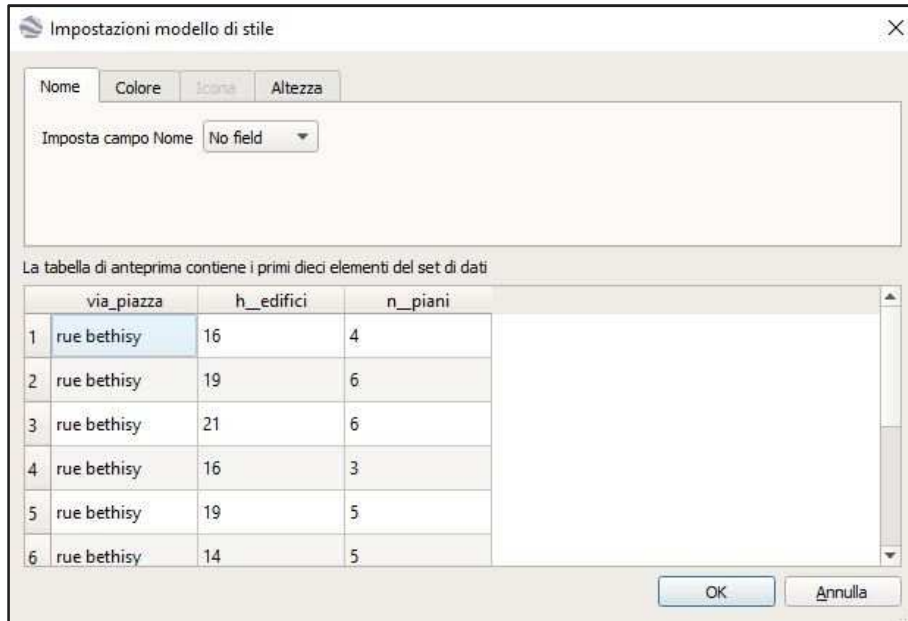 Impostazioni modello di stile
Nome Colore Icona Altezza
Imposta campo Nome No field
La tabella di anteprima contiene i primi dieci elementi del set di dati
via_piazza h__edifici n__piani
1 rue bethisy 16 4
2 rue bethisy 19 6
3 rue bethisy 21 6
4 rue bethisy 16 3
5 rue bethisy 19 5
6 rue bethisy 14 5
OK Annulla